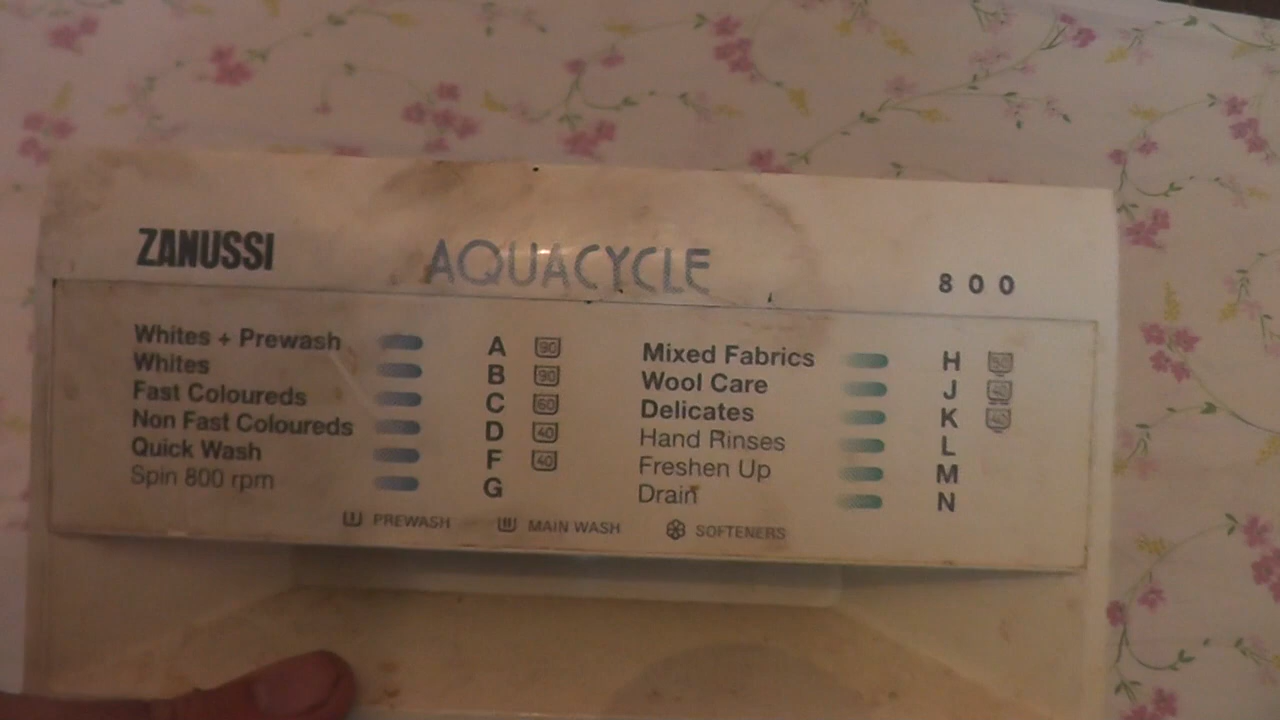 ZANUSSI AQUACYCLE 800
Whites + Prewash A 90
Whites B 90
Fast Coloureds C 60
Non Fast Coloureds D 40
Quick Wash F 40
Spin 800 rpm G
Mixed Fabrics H
Wool Care J
Delicates K
Hand Rinses L
Freshen Up M
Drain N
I PREWASH II MAIN WASH SOFTENERS